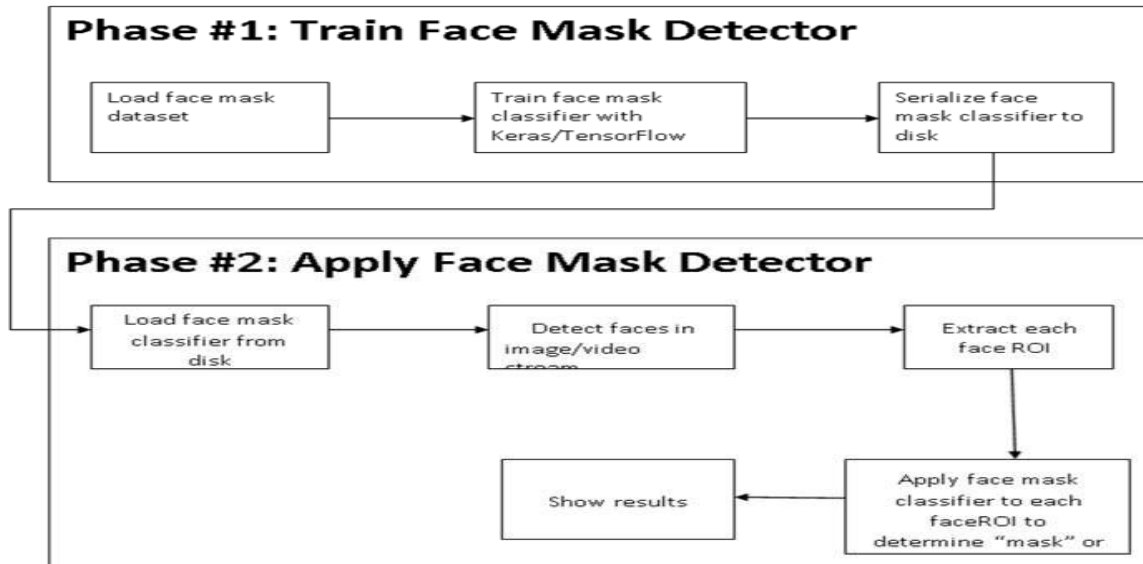 Phase #1: Train Face Mask Detector
Load face mask
dataset
Train face mask
classifier with
Keras/TensorFlow
Serialize face
mask classifier to
disk
Phase #2: Apply Face Mask Detector
Load face mask
classifier from
disk
Detect faces in
image/video
stream
Extract each
face ROI
Apply face mask
classifier to each
faceROI to
determine “mask” or
Show results